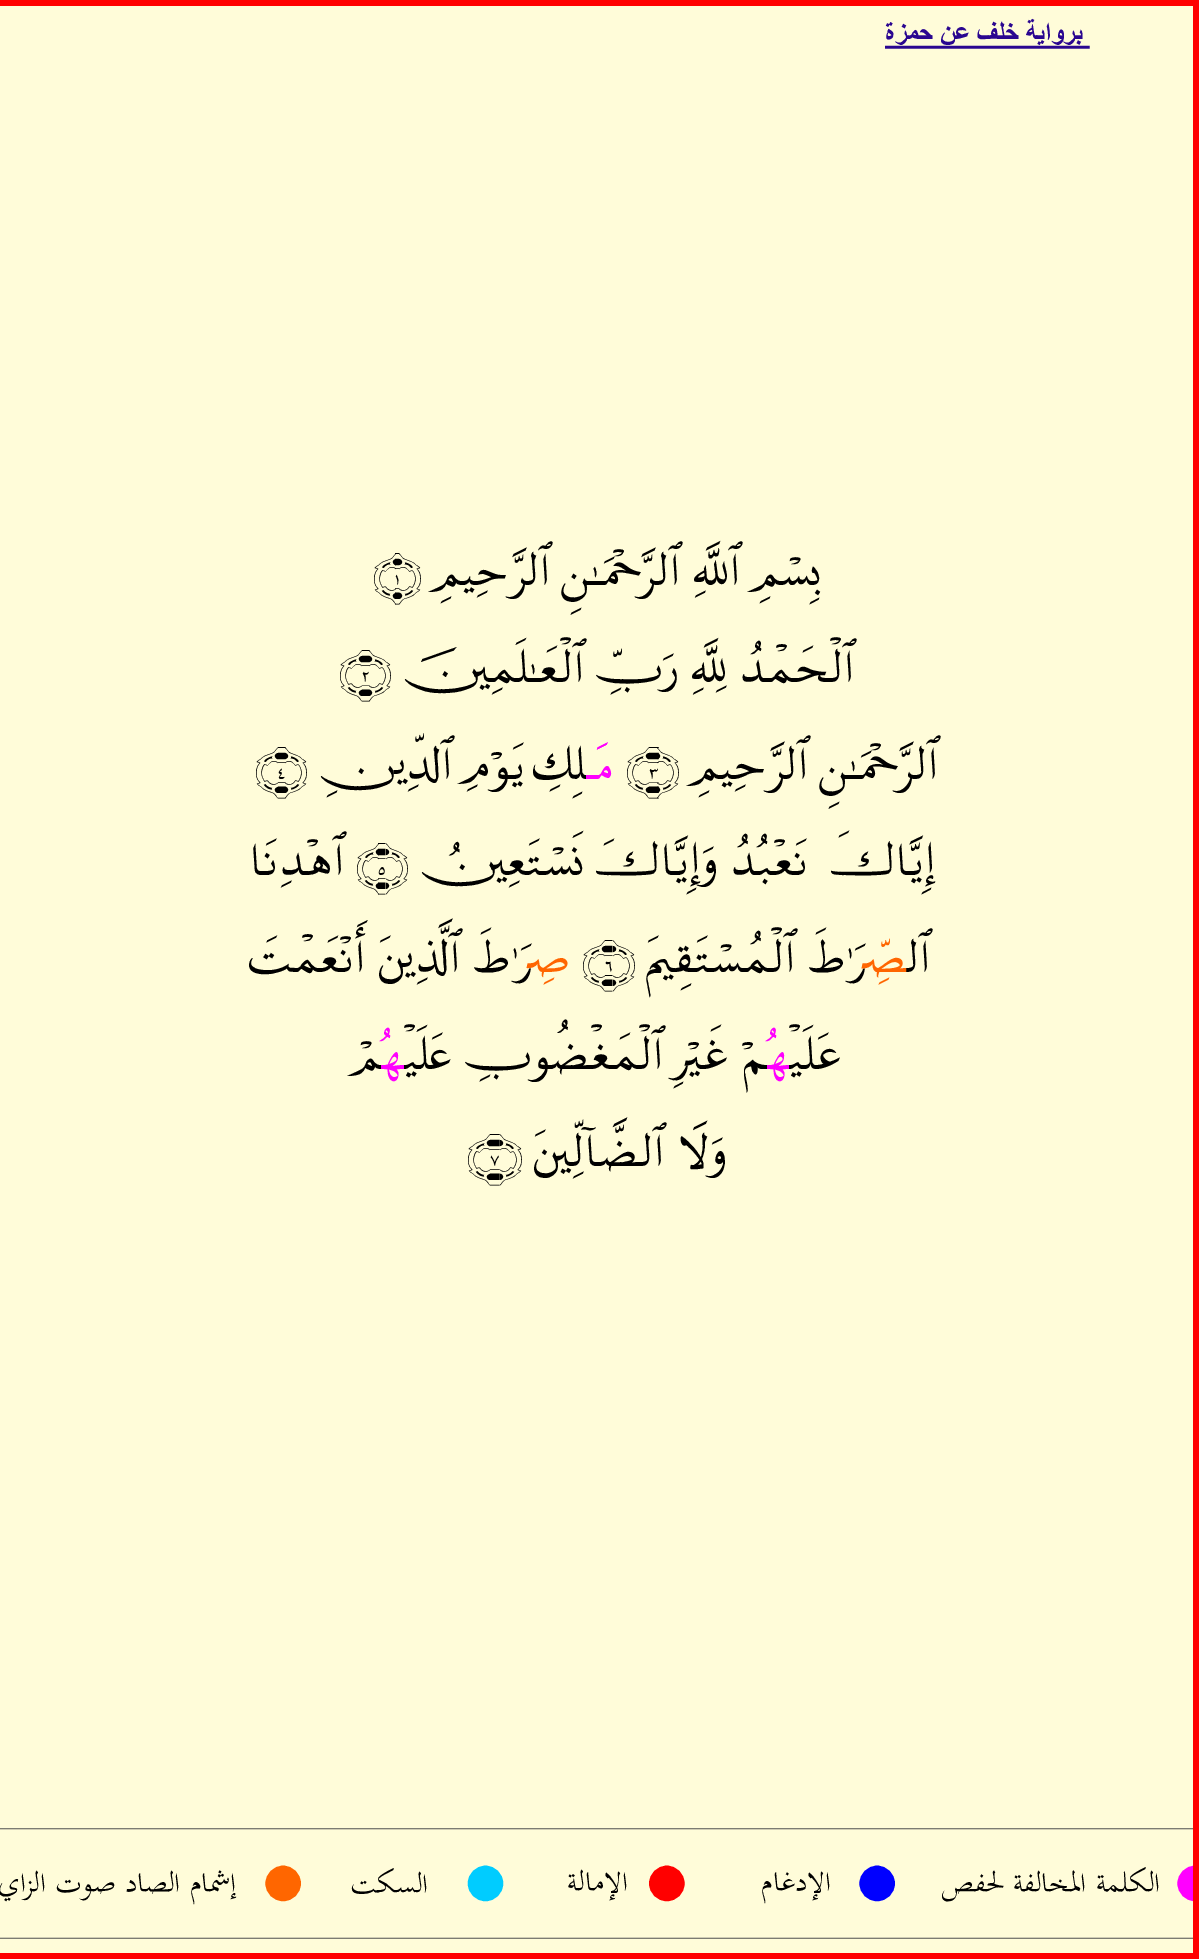 برواية خلف عن حمزة
بِسْمِ ٱللَّهِ ٱلرَّحْمَـٰنِ ٱلرَّحِيمِ ١
ٱلْحَمْدُ لِلَّهِ رَبِّ ٱلْعَـٰلَمِينَ ٢
ٱلرَّحْمَـٰنِ ٱلرَّحِيمِ ٣ مَـلِكِ يَوْمِ ٱلدِّينِ ٤
إِيَّاكَ نَعْبُدُ وَإِيَّاكَ نَسْتَعِينُ ٥ ٱهْدِنَا
ٱلصِّرَٰطَ ٱلْمُسْتَقِيمَ ٦ صِرَٰطَ ٱلَّذِينَ أَنْعَمْتَ
عَلَيْهُمْ غَيْرِ ٱلْمَغْضُوبِ عَلَيْهُمْ
وَلَا ٱلضَّآلِّينَ ٧
الكلمة المخالفة لحفص الإدغام الإمالة السكت إشمام الصاد صوت الزاي